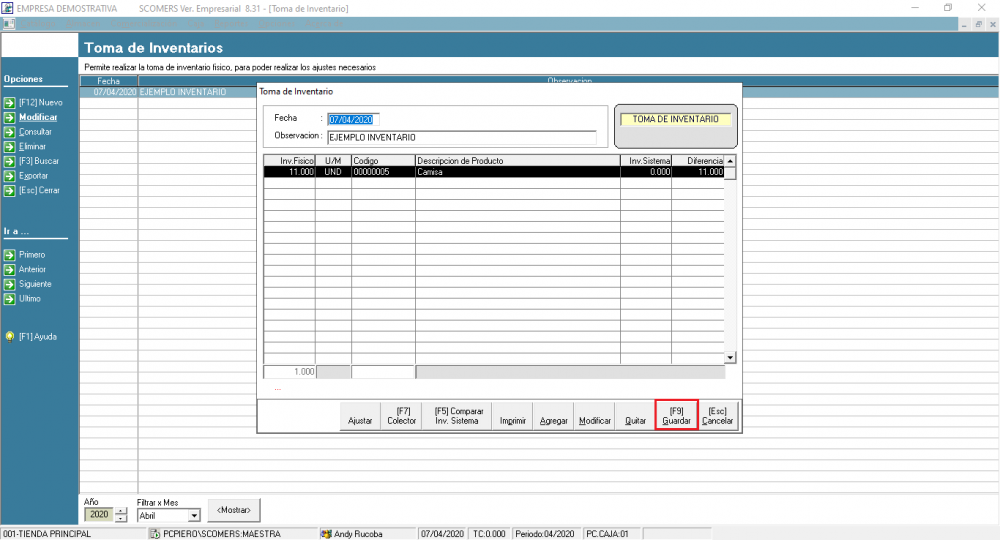 EMPRESA DEMOSTRATIVA SCOMERS Ver. Empresarial 8.31 - [Toma de Inventario]
Toma de Inventarios
Permite realizar la toma de inventario fisico, para poder realizar los ajustes necesarios
Opciones
[F12] Nuevo
Modificar
Consultar
Eliminar
[F3] Buscar
Exportar
[Esc] Cerrar
Ir a ...
Primero
Anterior
Siguiente
Ultimo
[F1] Ayuda
Fecha Observacion
07/04/2020 EJEMPLO INVENTARIO
Toma de Inventario
Fecha : 07/04/2020
Observacion : EJEMPLO INVENTARIO
TOMA DE INVENTARIO
Inv.Fisico U/M Codigo Descripcion de Producto Inv.Sistema Diferencia
11.000 UND 00000005 Camisa 0.000 11.000
1.000
...
Ajustar
[F7] Colector
[F5] Comparar Inv. Sistema
Imprimir
Agregar
Modificar
Quitar
[F9] Guardar
[Esc] Cancelar
Año Filtrar x Mes
2020 Abril <Mostrar>
001-TIENDA PRINCIPAL PCPIERO\SCOMERS:MAESTRA Andy Rucoba 07/04/2020 TC:0.000 Periodo:04/2020 PC.CAJA:01